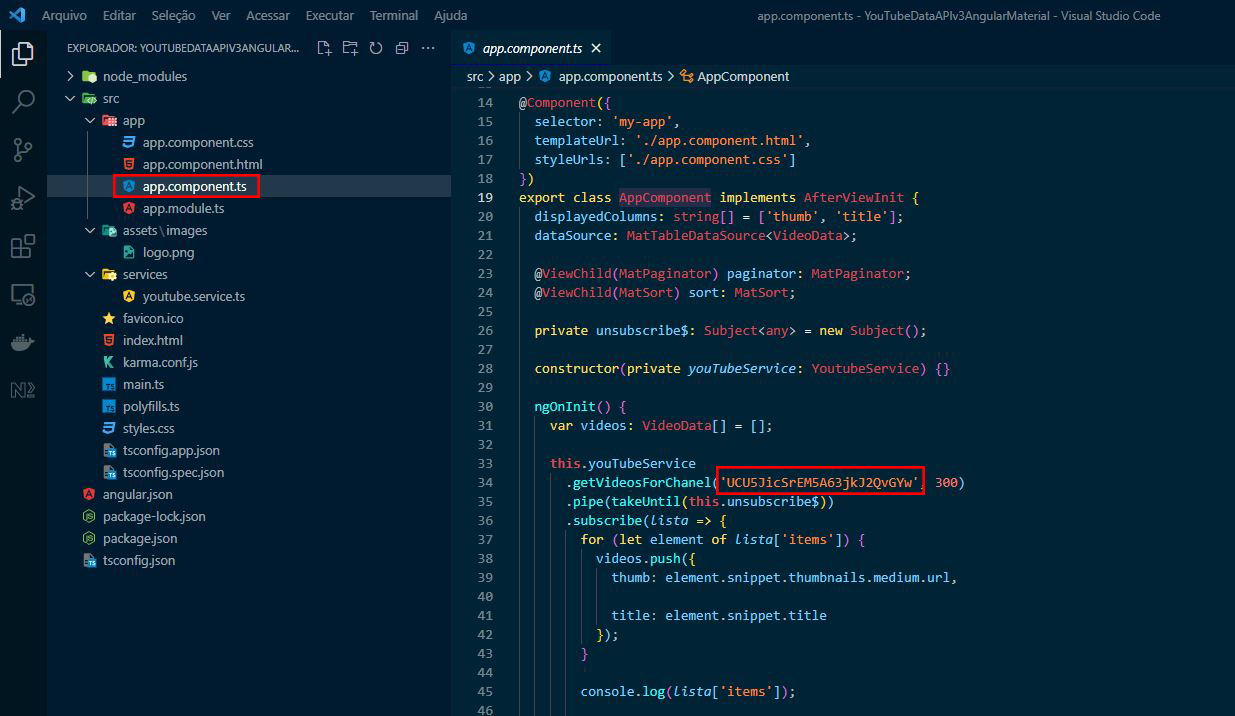 Arquivo Editar Seleção Ver Acessar Executar Terminal Ajuda app.component.ts - YouTubeDataAPIv3AngularMaterial - Visual Studio Code
EXPLORADOR: YOUTUBEDATAAPIV3ANGULAR...
node_modules
src
app
app.component.css
app.component.html
app.component.ts
app.module.ts
assets\images
logo.png
services
youtube.service.ts
favicon.ico
index.html
karma.conf.js
main.ts
polyfills.ts
styles.css
tsconfig.app.json
tsconfig.spec.json
angular.json
package-lock.json
package.json
tsconfig.json
app.component.ts
src > app > app.component.ts > AppComponent
14 @Component({
15 selector: 'my-app',
16 templateUrl: './app.component.html',
17 styleUrls: ['./app.component.css']
18 })
19 export class AppComponent implements AfterViewInit {
20 displayedColumns: string[] = ['thumb', 'title'];
21 dataSource: MatTableDataSource<VideoData>;
22
23 @ViewChild(MatPaginator) paginator: MatPaginator;
24 @ViewChild(MatSort) sort: MatSort;
25
26 private unsubscribe$: Subject<any> = new Subject();
27
28 constructor(private youTubeService: YoutubeService) {}
29
30 ngOnInit() {
31 var videos: VideoData[] = [];
32
33 this.youTubeService
34 .getVideosForChanel('UCU5JicSrEM5A63jkJ2QvGYw', 300)
35 .pipe(takeUntil(this.unsubscribe$))
36 .subscribe(lista => {
37 for (let element of lista['items']) {
38 videos.push({
39 thumb: element.snippet.thumbnails.medium.url,
40
41 title: element.snippet.title
42 });
43 }
44
45 console.log(lista['items']);
46